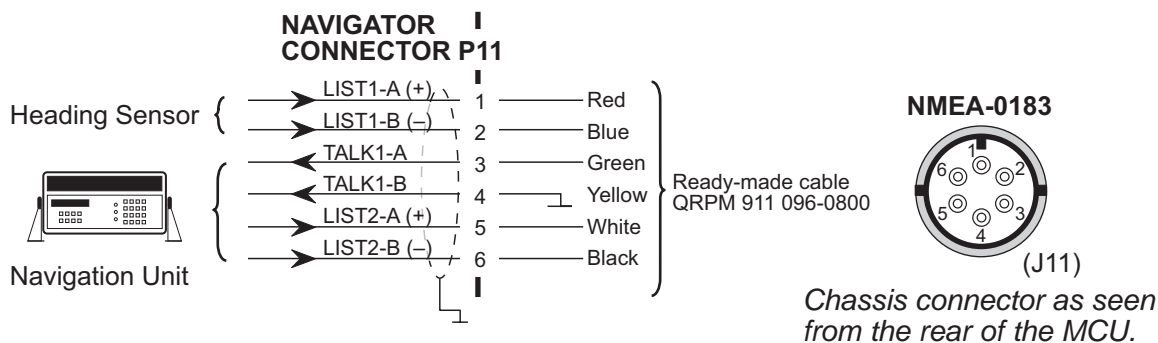 NAVIGATOR
CONNECTOR P11
Heading Sensor
LIST1-A (+) 1 Red
LIST1-B (–) 2 Blue
TALK1-A 3 Green
TALK1-B 4 Yellow
LIST2-A (+) 5 White
LIST2-B (–) 6 Black
Navigation Unit
Ready-made cable
QRPM 911 096-0800
NMEA-0183
1
2
3
4
5
6
(J11)
Chassis connector as seen
from the rear of the MCU.